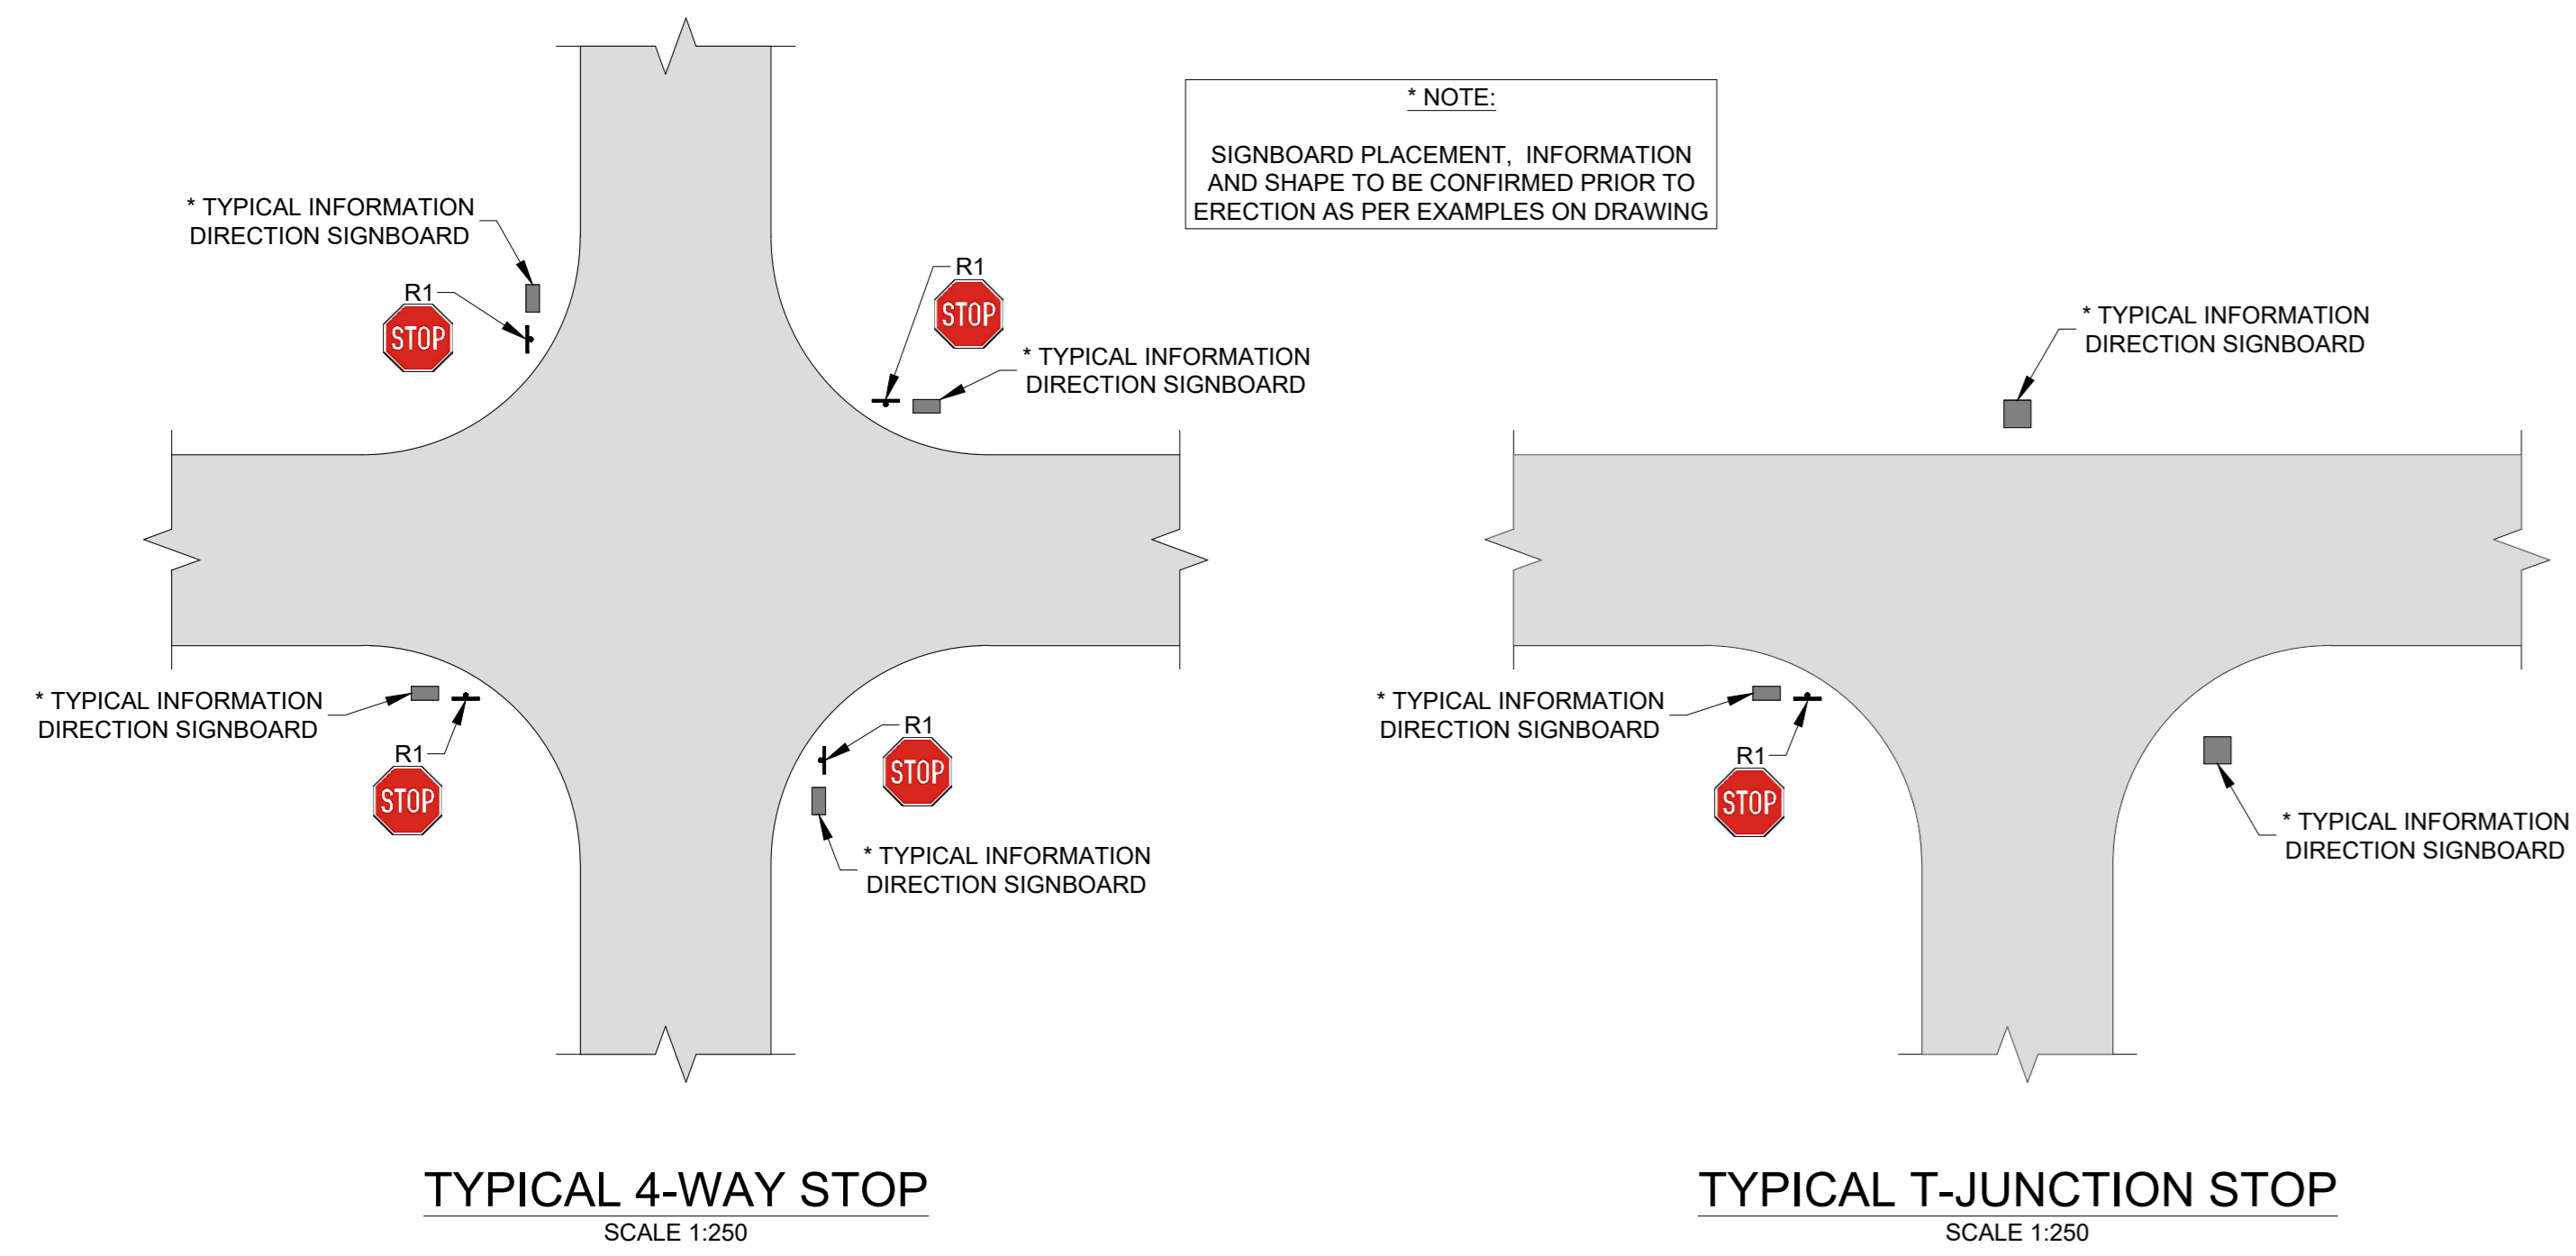 * NOTE:
SIGNBOARD PLACEMENT, INFORMATION
AND SHAPE TO BE CONFIRMED PRIOR TO
ERECTION AS PER EXAMPLES ON DRAWING
* TYPICAL INFORMATION
DIRECTION SIGNBOARD
R1
STOP
R1
STOP
* TYPICAL INFORMATION
DIRECTION SIGNBOARD
* TYPICAL INFORMATION
DIRECTION SIGNBOARD
R1
STOP
R1
STOP
* TYPICAL INFORMATION
DIRECTION SIGNBOARD
TYPICAL 4-WAY STOP
SCALE 1:250
* TYPICAL INFORMATION
DIRECTION SIGNBOARD
* TYPICAL INFORMATION
DIRECTION SIGNBOARD
R1
STOP
* TYPICAL INFORMATION
DIRECTION SIGNBOARD
TYPICAL T-JUNCTION STOP
SCALE 1:250